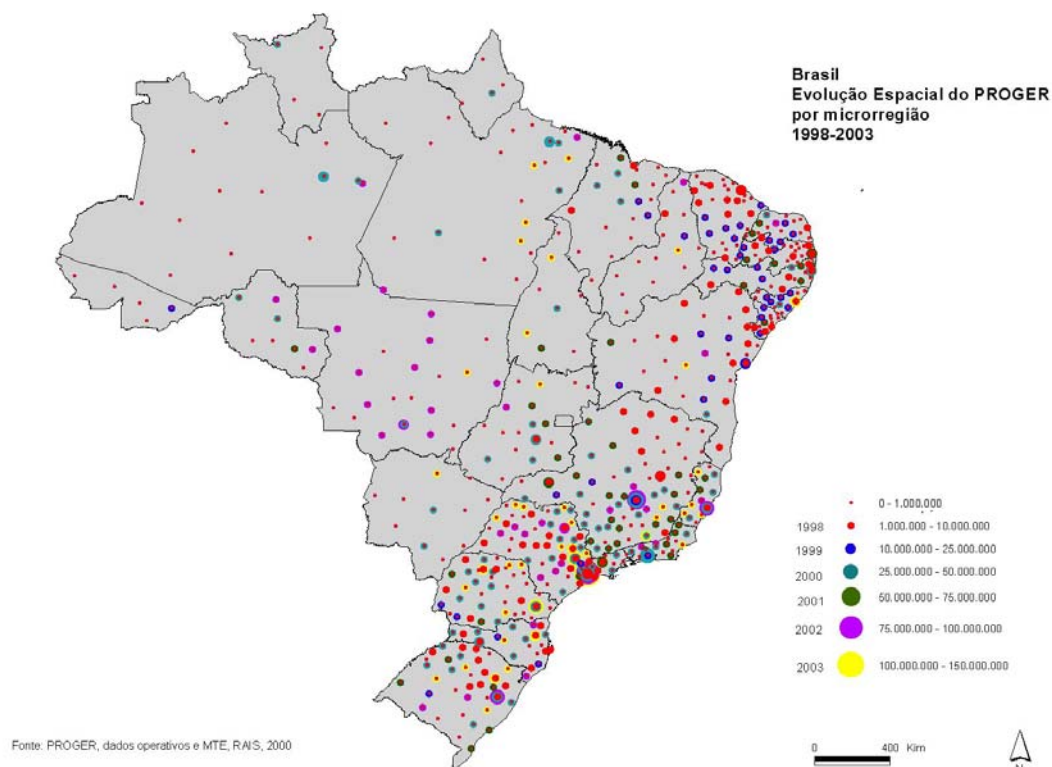 Brasil
Evolução Espacial do PROGER
por microrregião
1998-2003
0 - 1.000.000
1998 1.000.000 - 10.000.000
1999 10.000.000 - 25.000.000
2000 25.000.000 - 50.000.000
2001 50.000.000 - 75.000.000
2002 75.000.000 - 100.000.000
2003 100.000.000 - 150.000.000
Fonte: PROGER, dados operativos e MTE, RAIS, 2000
0 400 Kim
N